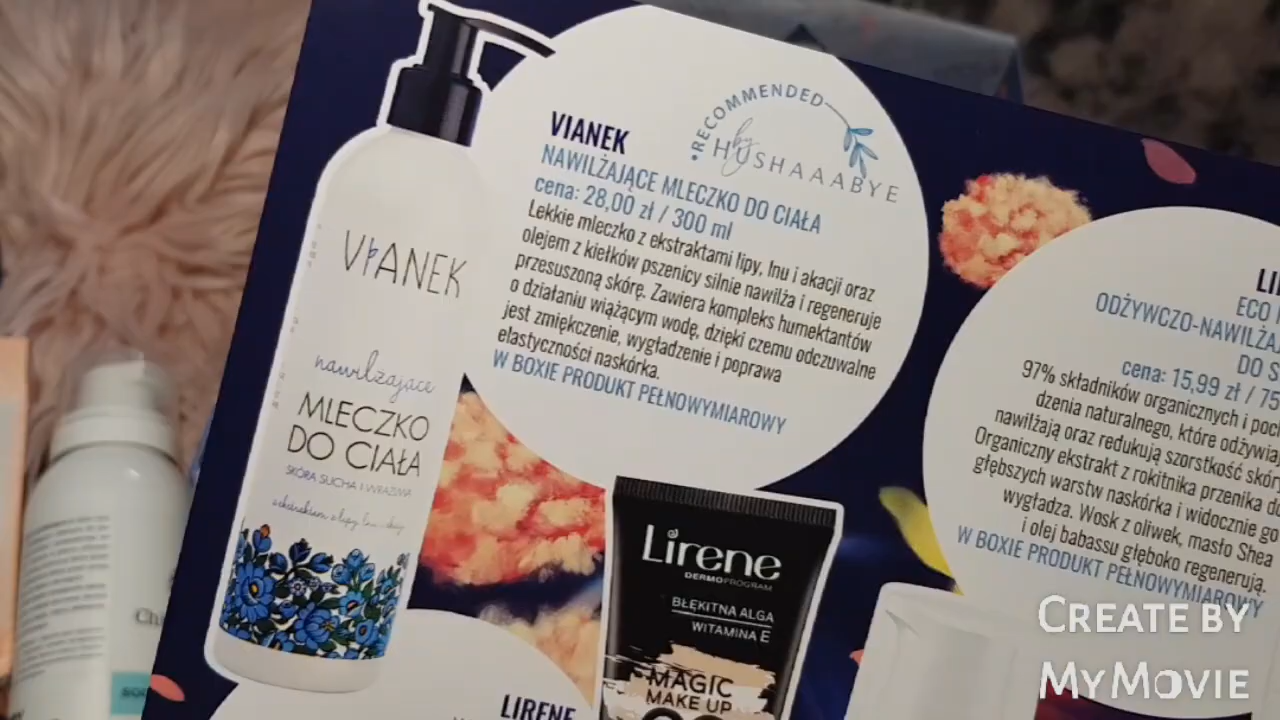 RECOMMENDED
by
HUSHAAABYE
VIANEK
NAWILŻAJĄCE MLECZKO DO CIAŁA
cena: 28,00 zł / 300 ml
Lekkie mleczko z ekstraktami lipy, lnu i akacji oraz
olejem z kiełków pszenicy silnie nawilża i regeneruje
przesuszoną skórę. Zawiera kompleks humektantów
o działaniu wiążącym wodę, dzięki czemu odczuwalne
jest zmiękczenie, wygładzenie i poprawa
elastyczności naskórka.
W BOXIE PRODUKT PEŁNOWYMIAROWY
VIANEK
nawilżające
MLECZKO
DO CIAŁA
SKÓRA SUCHA I WRAŻLIWA
ECO
ODŻYWCZO-NAWILŻA
DO S
cena: 15,99 zł / 75
97% składników organicznych i poch
dzenia naturalnego, które odżywia
nawilżają oraz redukują szorstkość skór
Organiczny ekstrakt z rokitnika przenika do
głębszych warstw naskórka i widocznie go
wygładza. Wosk z oliwek, masło Shea
i olej babassu głęboko regenerują.
W BOXIE PRODUKT PEŁNOWYMIAROWY
Lirene
DERMOPROGRAM
BŁĘKITNA ALGA
WITAMINA E
MAGIC
MAKE UP
LIRENE
CREATE BY
MYMOVIE